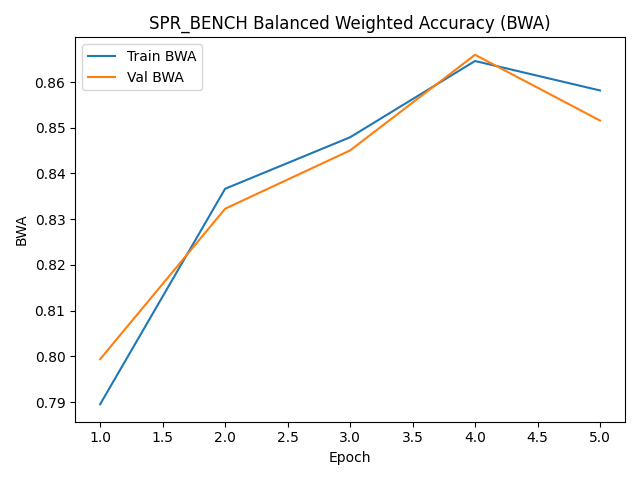 SPR_BENCH Balanced Weighted Accuracy (BWA)
Train BWA
Val BWA
BWA
0.86
0.85
0.84
0.83
0.82
0.81
0.80
0.79
1.0 1.5 2.0 2.5 3.0 3.5 4.0 4.5 5.0
Epoch